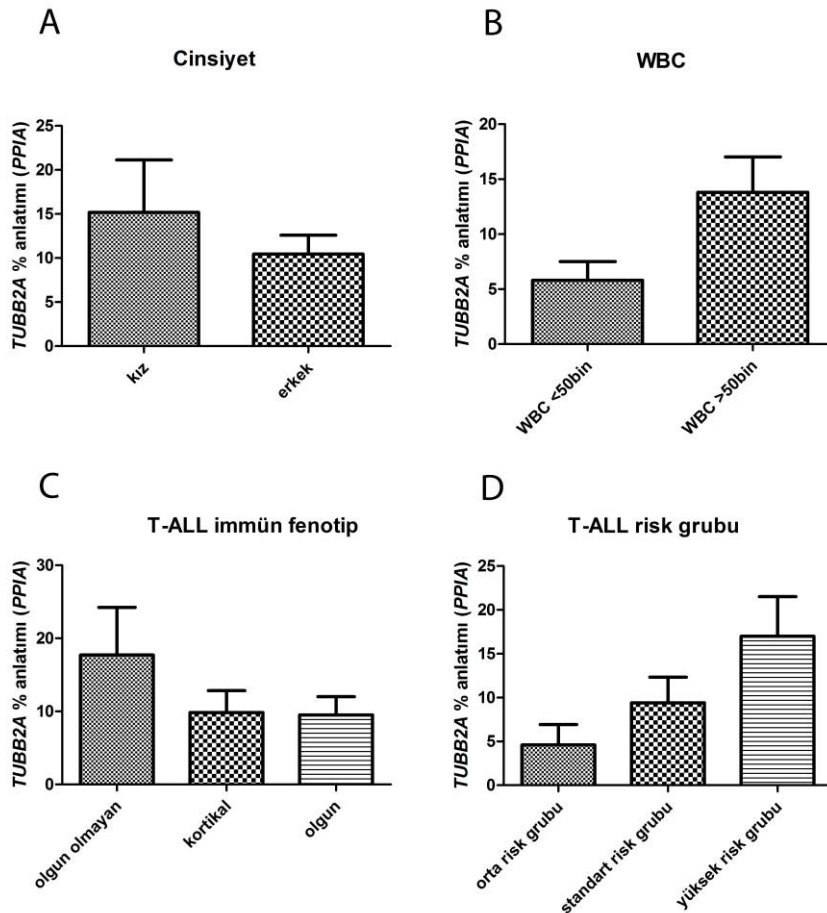 A
Cinsiyet
TUBB2A % anlatımı (PPIA)
25
20
15
10
5
0
kız
erkek
B
WBC
TUBB2A % anlatımı (PPIA)
20
15
10
5
0
WBC <50bin
WBC >50bin
C
T-ALL immün fenotip
TUBB2A % anlatımı (PPIA)
30
20
10
0
olgun olmayan
kortikal
olgun
D
T-ALL risk grubu
TUBB2A % anlatımı (PPIA)
25
20
15
10
5
0
orta risk grubu
standart risk grubu
yüksek risk grubu